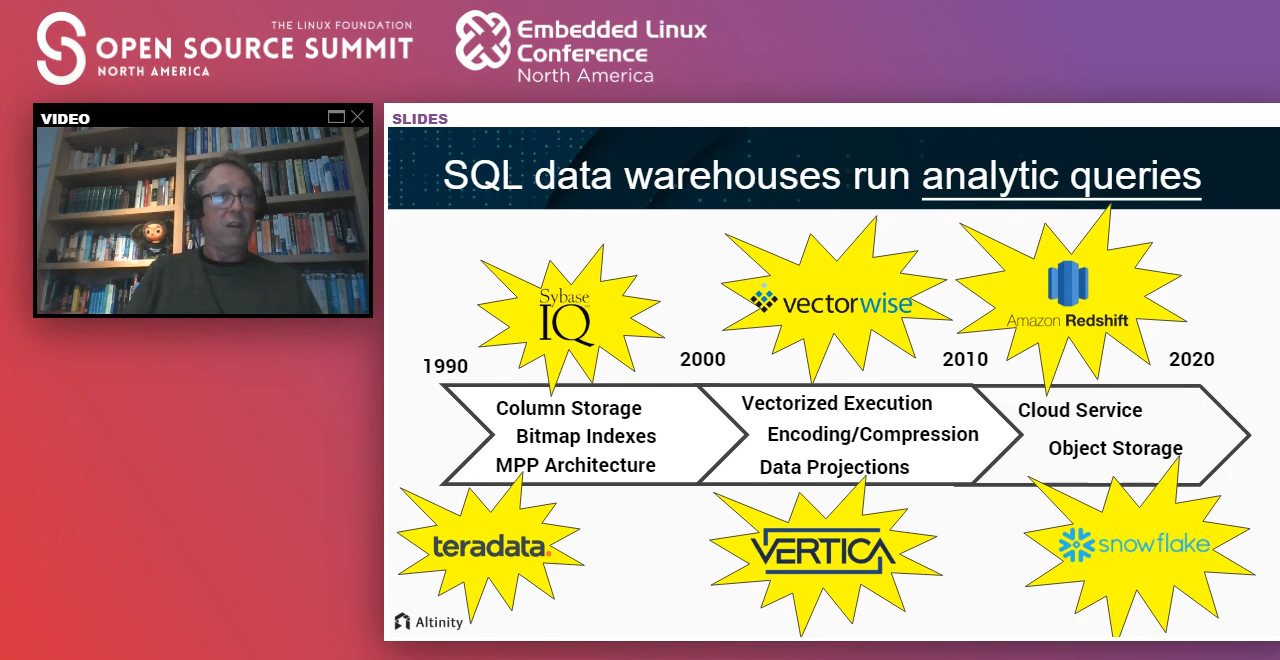 THE LINUX FOUNDATION
OPEN SOURCE SUMMIT
NORTH AMERICA
Embedded Linux
Conference
North America
VIDEO
SLIDES
SQL data warehouses run analytic queries
Sybase
IQ
vectorwise
Amazon Redshift
1990
2000
2010
2020
Column Storage
Bitmap Indexes
MPP Architecture
Vectorized Execution
Encoding/Compression
Data Projections
Cloud Service
Object Storage
teradata.
VERTICA
snowflake
Altinity